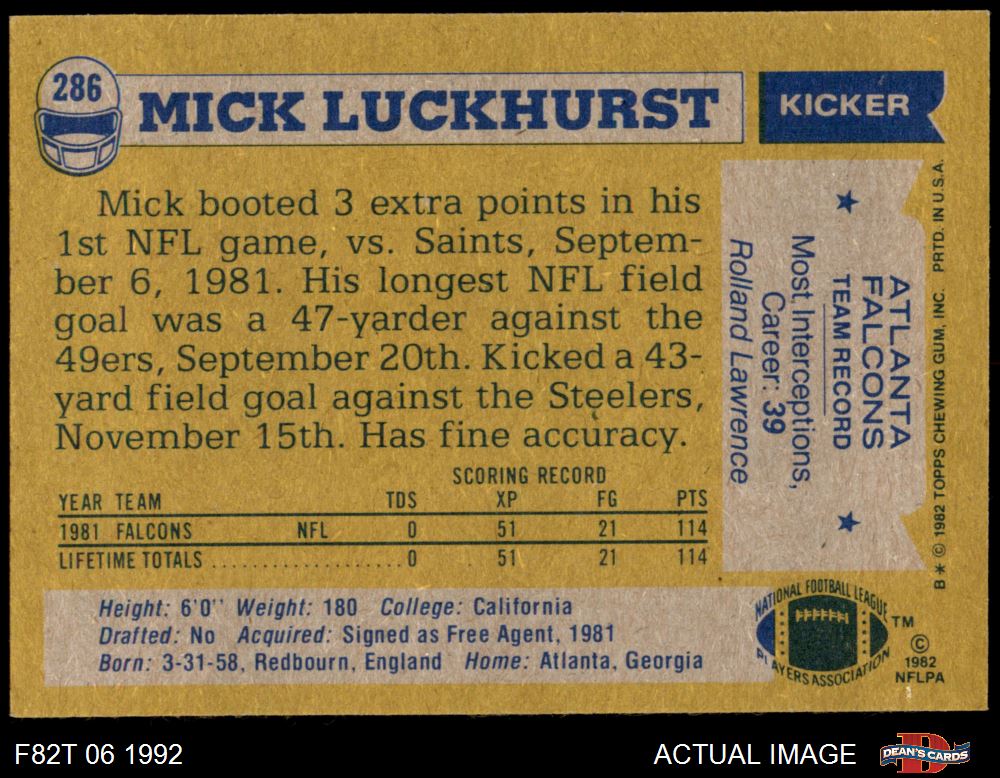 286
MICK LUCKHURST
KICKER
Mick booted 3 extra points in his
1st NFL game, vs. Saints, Septem-
ber 6, 1981. His longest NFL field
goal was a 47-yarder against the
49ers, September 20th. Kicked a 43-
yard field goal against the Steelers,
November 15th. Has fine accuracy.
SCORING RECORD
YEAR TEAM TDS XP FG PTS
1981 FALCONS NFL 0 51 21 114
LIFETIME TOTALS ..................0 51 21 114
Height: 6'0" Weight: 180 College: California
Drafted: No Acquired: Signed as Free Agent, 1981
Born: 3-31-58, Redbourn, England Home: Atlanta, Georgia
ATLANTA
FALCONS
TEAM RECORD
Most Interceptions,
Career: 39
Rolland Lawrence
B* © 1982 TOPPS CHEWING GUM, INC. PRTD. IN U.S.A.
NATIONAL FOOTBALL LEAGUE
PLAYERS ASSOCIATION
TM
©
1982
NFLPA
F82T 06 1992
ACTUAL IMAGE
D
DEAN'S CARDS